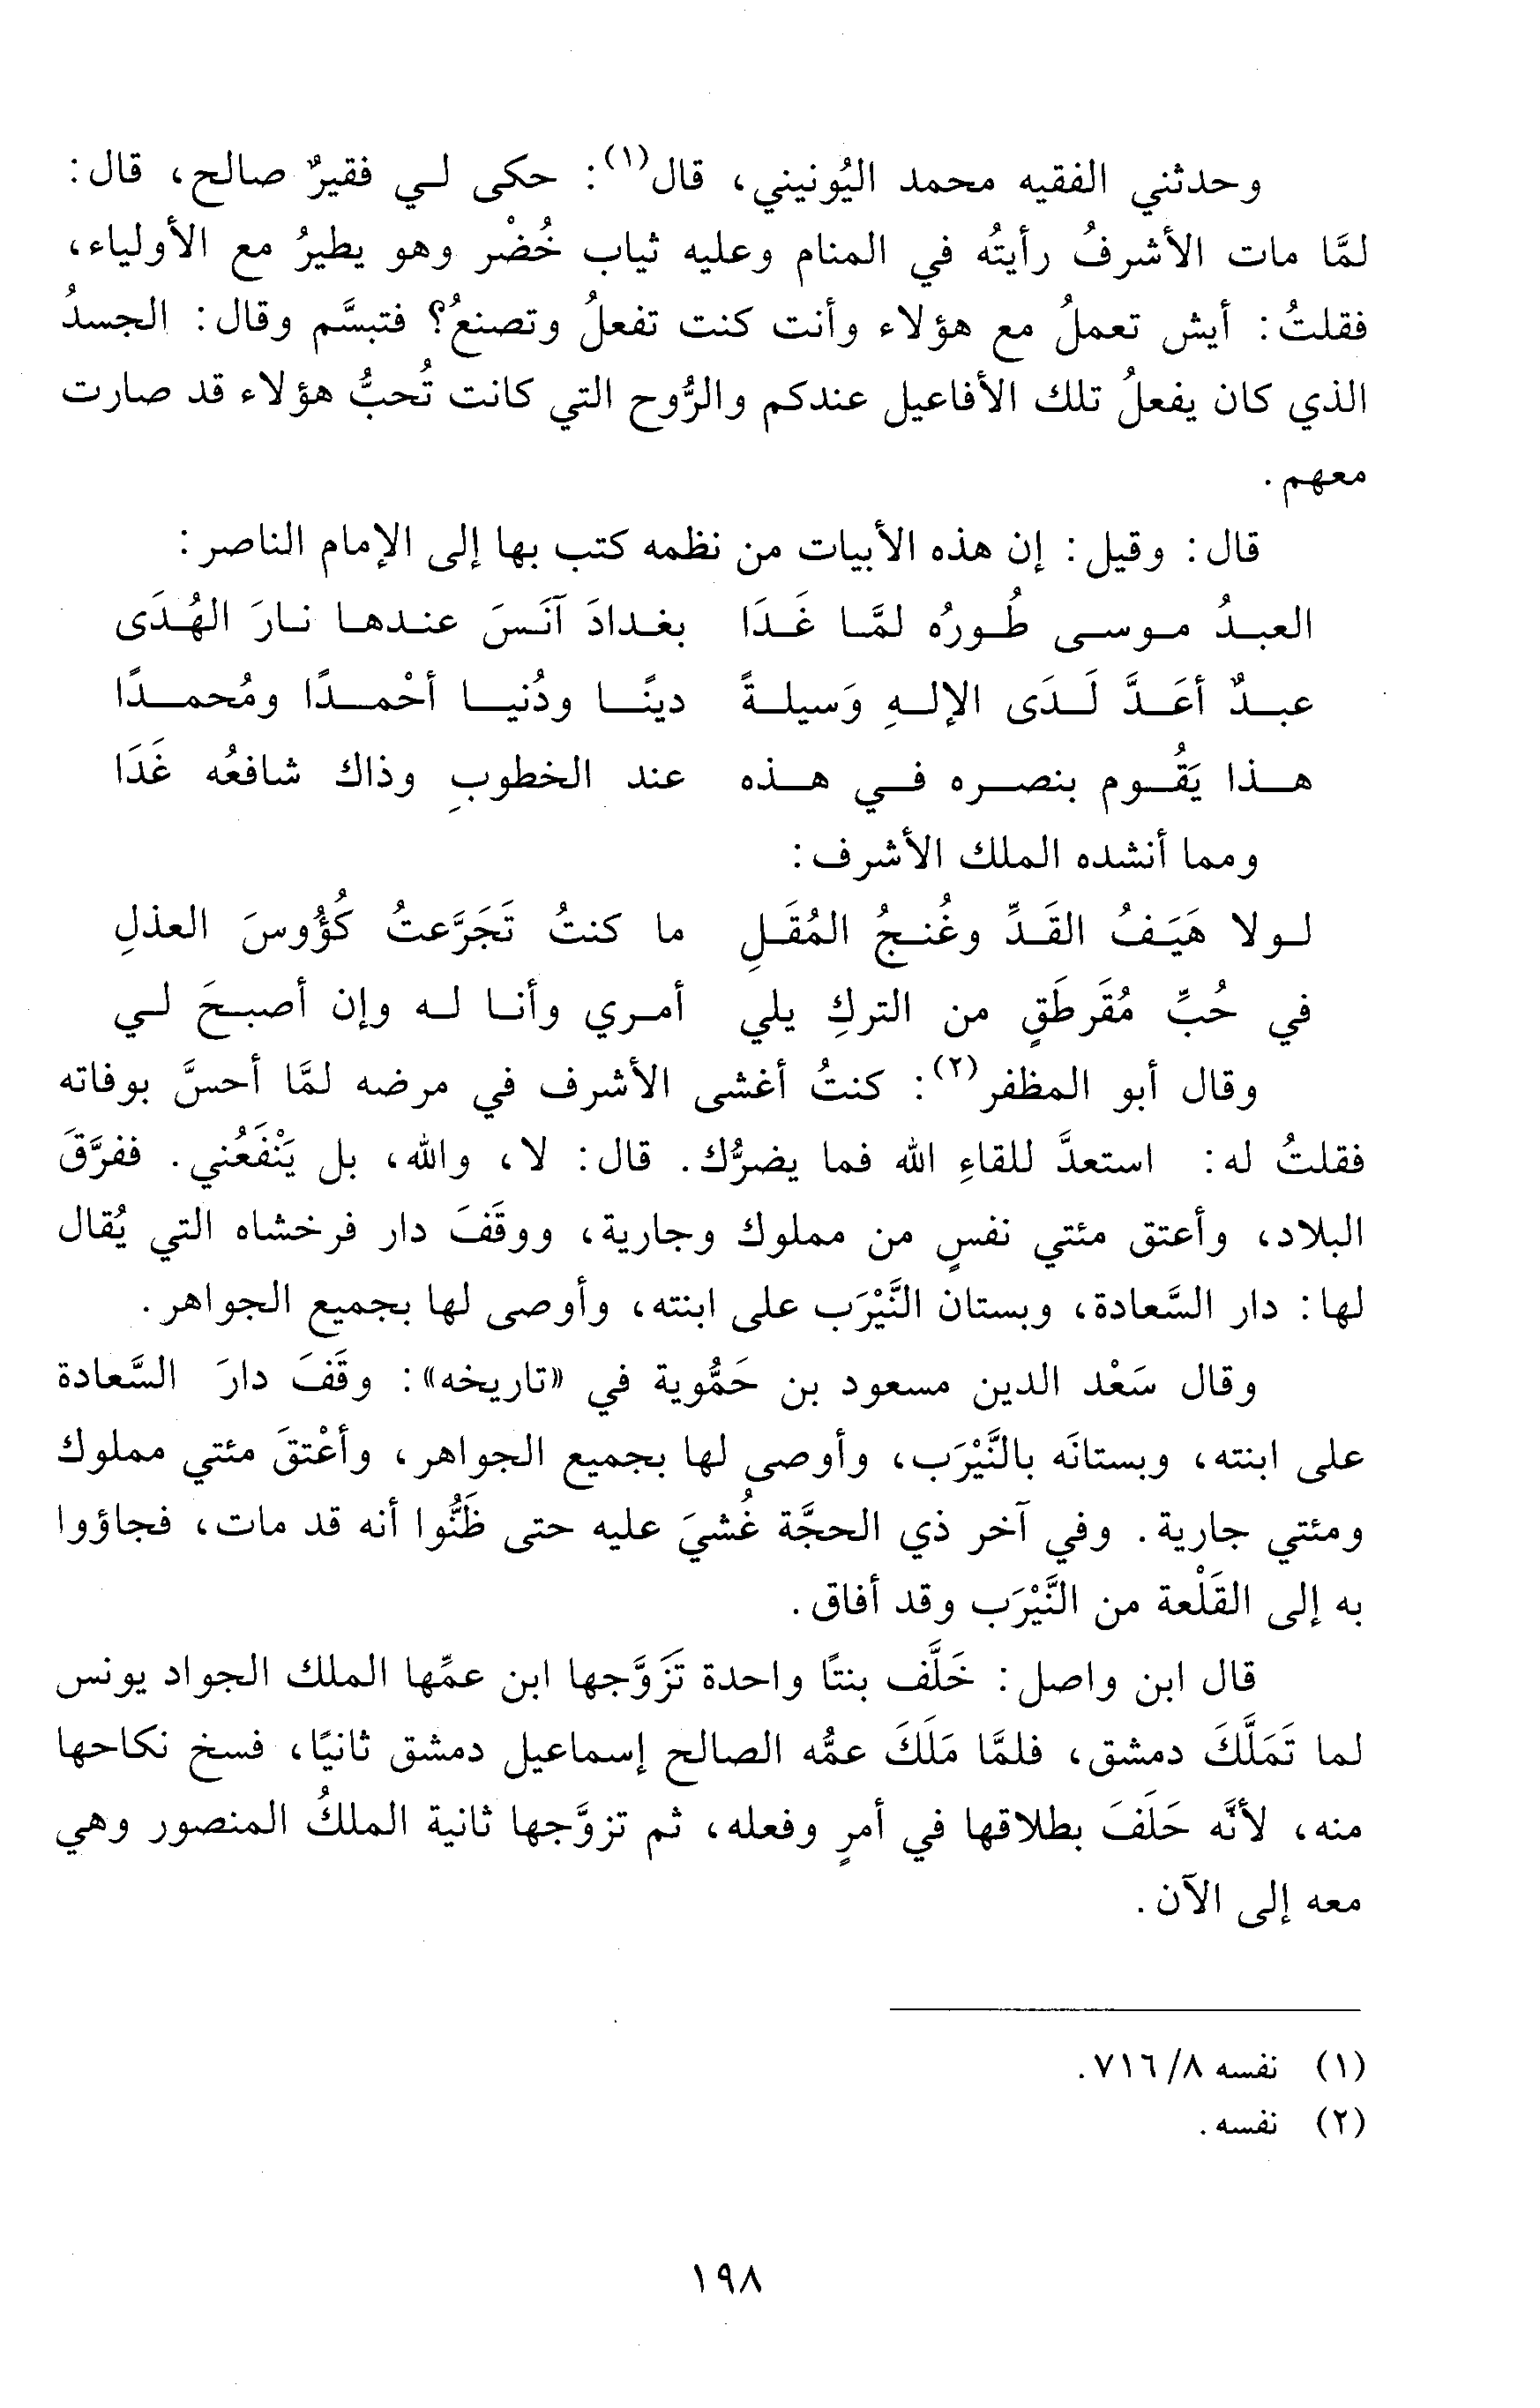 وحدثني الفقيه محمد اليُونيني، قال(١): حكى لي فقيرٌ صالح، قال:
لمَّا مات الأشرفُ رأيتُه في المنام وعليه ثياب خُضْر وهو يطيرُ مع الأولياء،
فقلتُ: أيش تعملُ مع هؤلاء وأنت كنت تفعلُ وتصنعُ؟ فتبسَّم وقال: الجسدُ
الذي كان يفعلُ تلك الأفاعيل عندكم والرُّوح التي كانت تُحبُّ هؤلاء قد صارت
معهم.
قال: وقيل: إن هذه الأبيات من نظمه كتب بها إلى الإمام الناصر:
العبدُ موسى طُورُه لمَّا غَدَا بغدادَ آنَسَ عندها نارَ الهُدَى
عبدٌ أعَدَّ لَدَى الإلهِ وَسيلةً دينًا ودُنيا أحْمدًا ومُحمدًا
هذا يَقُوم بنصره في هذه عند الخطوبِ وذاك شافعُه غَدَا
ومما أنشده الملك الأشرف:
لولا هَيَفُ القَدِّ وغُنجُ المُقَلِ ما كنتُ تَجَرَّعتُ كُؤُوسَ العذلِ
في حُبِّ مُقَرطَقٍ من التركِ يلي أمري وأنا له وإن أصبحَ لي
وقال أبو المظفر(٢): كنتُ أغشى الأشرف في مرضه لمَّا أحسَّ بوفاته
فقلتُ له: استعدَّ للقاءِ الله فما يضرُّك. قال: لا، والله، بل يَنْفَعُني. ففرَّقَ
البلاد، وأعتق مئتي نفسٍ من مملوك وجارية، ووقَفَ دار فرخشاه التي يُقال
لها: دار السَّعادة، وبستان النَّيْرَب على ابنته، وأوصى لها بجميع الجواهر.
وقال سَعْد الدين مسعود بن حَمُّوية في «تاريخه»: وقَفَ دارَ السَّعادة
على ابنته، وبستانَه بالنَّيْرَب، وأوصى لها بجميع الجواهر، وأعْتقَ مئتي مملوك
ومئتي جارية. وفي آخر ذي الحجَّة غُشيَ عليه حتى ظَنُّوا أنه قد مات، فجاؤوا
به إلى القَلْعة من النَّيْرَب وقد أفاق.
قال ابن واصل: خَلَّف بنتًا واحدة تَزَوَّجها ابن عمِّها الملك الجواد يونس
لما تَمَلَّكَ دمشق، فلمَّا مَلَكَ عمُّه الصالح إسماعيل دمشق ثانيًا، فسخ نكاحها
منه، لأنَّه حَلَفَ بطلاقها في أمرٍ وفعله، ثم تزوَّجها ثانية الملكُ المنصور وهي
معه إلى الآن.
(١) نفسه ٨/ ٧١٦.
(٢) نفسه.
١٩٨